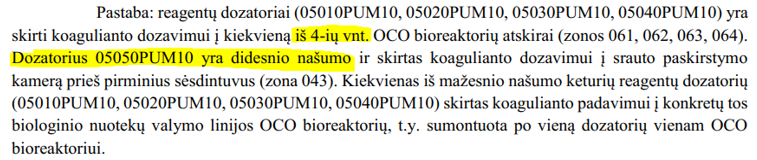 Pastaba: reagentų dozatoriai (05010PUM10, 05020PUM10, 05030PUM10, 05040PUM10) yra
skirti koagulianto dozavimui į kiekvieną iš 4-ių vnt. OCO bioreaktorių atskirai (zonos 061, 062, 063, 064).
Dozatorius 05050PUM10 yra didesnio našumo ir skirtas koagulianto dozavimui į srauto paskirstymo
kamerą prieš pirminius sėsdintuvus (zona 043). Kiekvienas iš mažesnio našumo keturių reagentų dozatorių
(05010PUM10, 05020PUM10, 05030PUM10, 05040PUM10) skirtas koagulianto padavimui į konkretų tos
biologinio nuotekų valymo linijos OCO bioreaktorių, t.y. sumontuota po vieną dozatorių vienam OCO
bioreaktoriui.